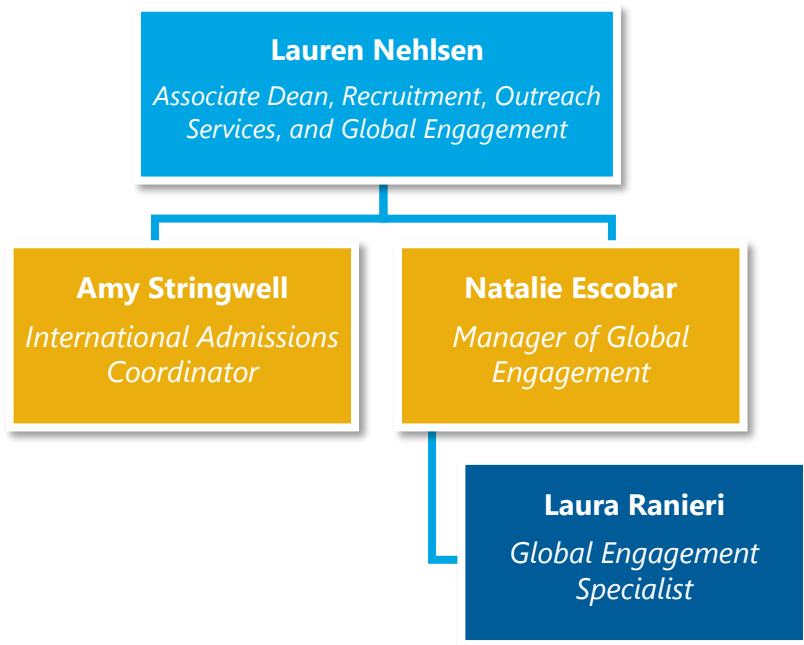 Lauren Nehlsen
Associate Dean, Recruitment, Outreach
Services, and Global Engagement
Amy Stringwell
International Admissions
Coordinator
Natalie Escobar
Manager of Global
Engagement
Laura Ranieri
Global Engagement
Specialist